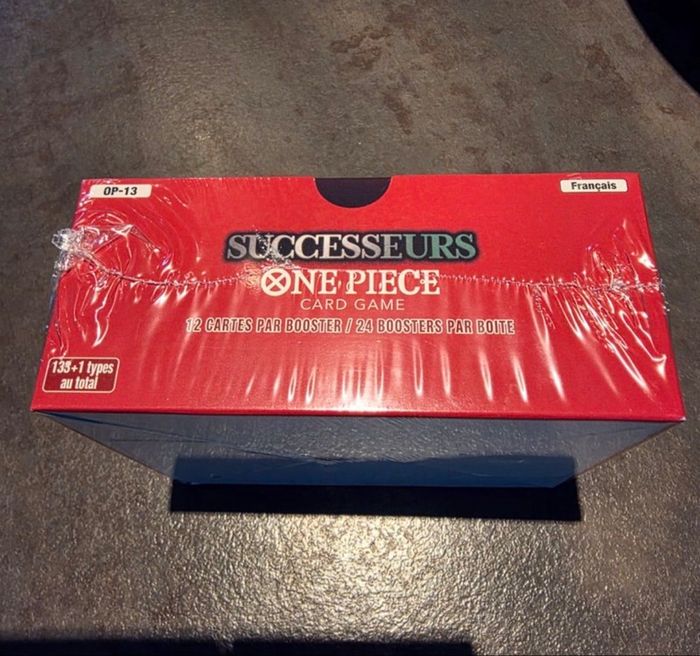 OP-13
Français
SUCCESSEURS
ONE PIECE
CARD GAME
12 CARTES PAR BOOSTER / 24 BOOSTERS PAR BOITE
135+1 types
au total